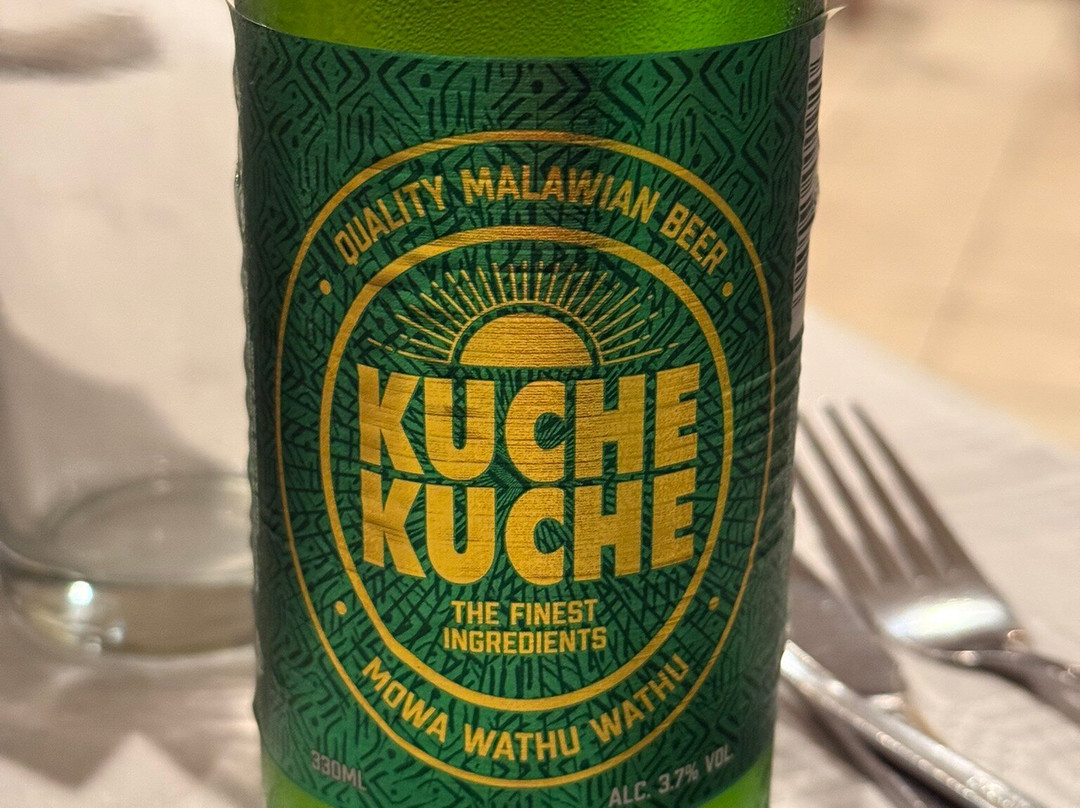 QUALITY MALAWIAN BEER
KUCHE
KUCHE
THE FINEST
INGREDIENTS
MOWA WATHU WATHU
330ML
ALC. 3.7% VOL.